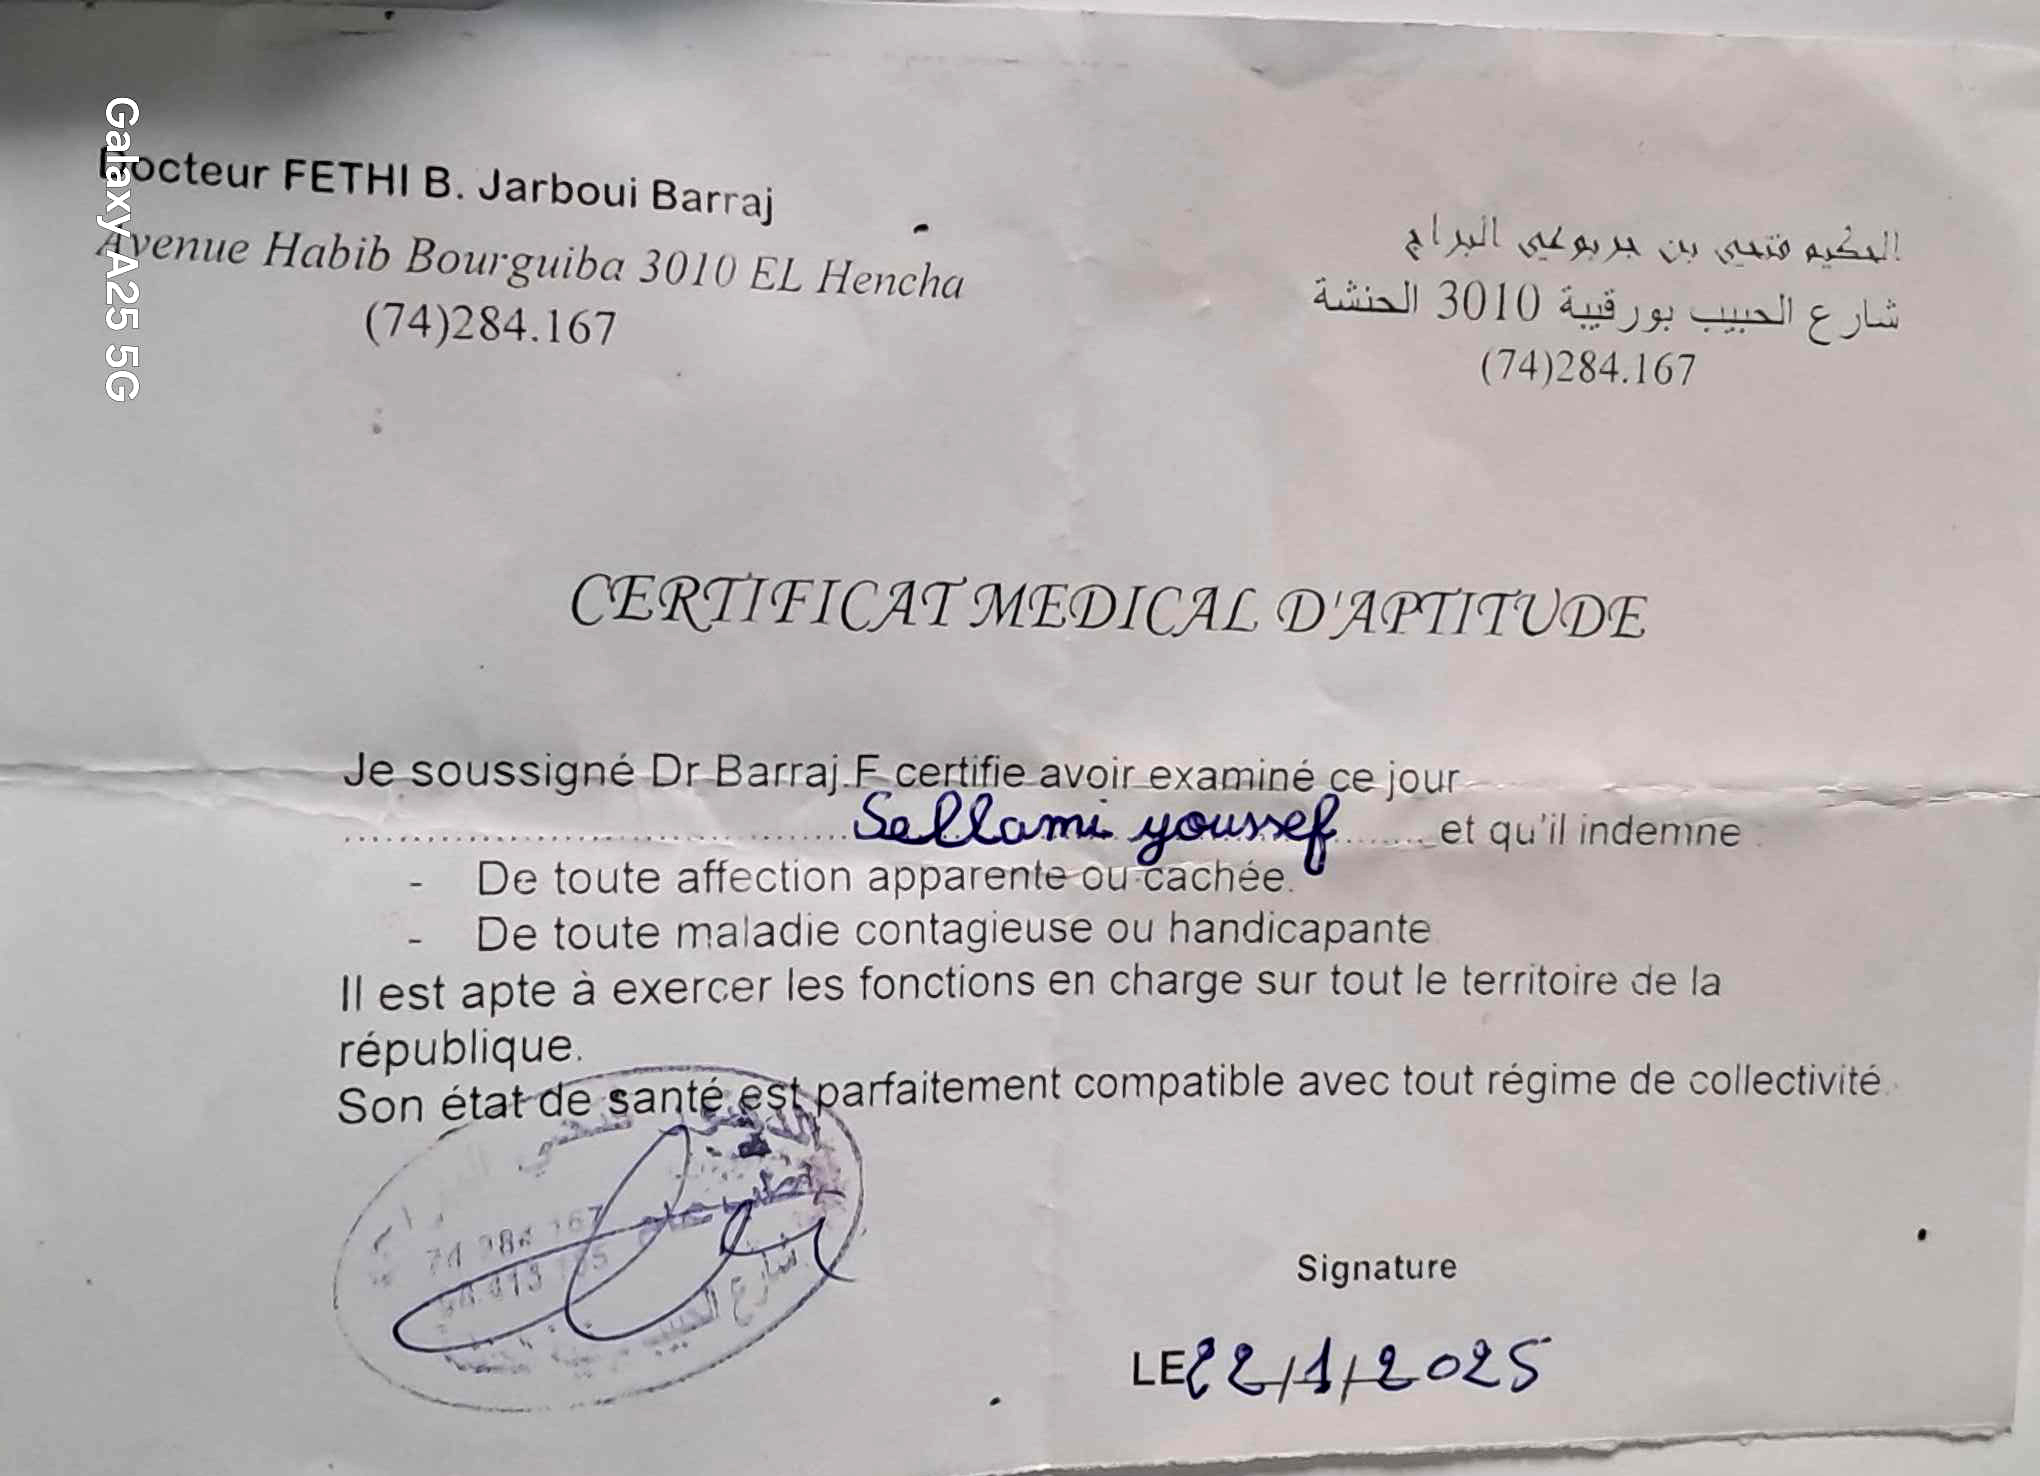 Galaxy A25 5G
Docteur FETHI B. Jarboui Barraj
Avenue Habib Bourguiba 3010 EL Hencha
(74)284.167
الحكيم فتحي بن جربوعي البراج
شارع الحبيب بورقيبة 3010 الحنشة
(74)284.167
CERTIFICAT MEDICAL D'APTITUDE
Je soussigné Dr Barraj.F certifie avoir examiné ce jour
Sellami youssef et qu'il indemne
- De toute affection apparente ou cachée.
- De toute maladie contagieuse ou handicapante
Il est apte à exercer les fonctions en charge sur tout le territoire de la
république.
Son état de santé est parfaitement compatible avec tout régime de collectivité.
شارع الحبيب
Signature
LE 22/1/2025